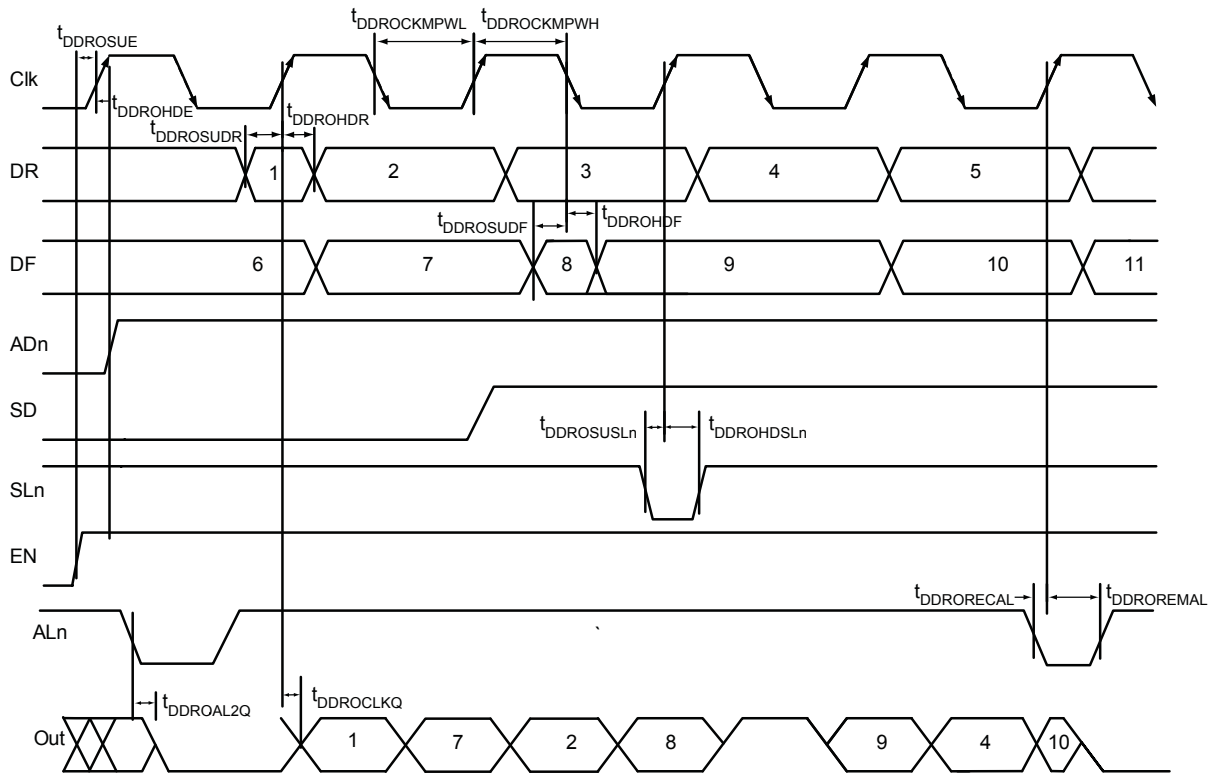 tDDROCKMPWL tDDROCKMPWH
tDDROSUE
Clk
tDDROHDE
tDDROSUDR tDDROHDR
DR 1 2 3 4 5
tDDROSUDF tDDROHDF
DF 6 7 8 9 10 11
ADn
SD
tDDROSUSLn tDDROHDSLn
SLn
EN
tDDRORECAL tDDROREMAL
ALn
tDDROAL2Q tDDROCLKQ
Out 1 7 2 8 9 4 10